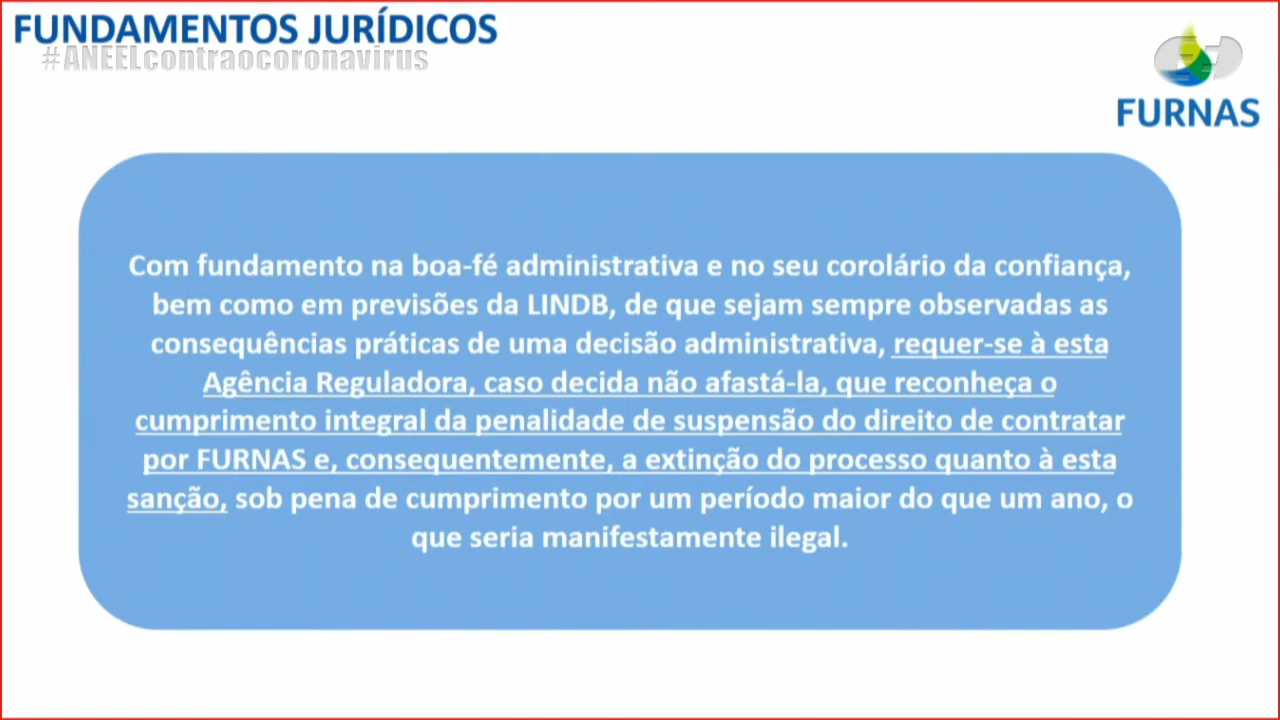 FUNDAMENTOS JURÍDICOS
#ANEELcontraocoronavirus
FURNAS
Com fundamento na boa-fé administrativa e no seu corolário da confiança,
bem como em previsões da LINDB, de que sejam sempre observadas as
consequências práticas de uma decisão administrativa, requer-se à esta
Agência Reguladora, caso decida não afastá-la, que reconheça o
cumprimento integral da penalidade de suspensão do direito de contratar
por FURNAS e, consequentemente, a extinção do processo quanto à esta
sanção, sob pena de cumprimento por um período maior do que um ano, o
que seria manifestamente ilegal.